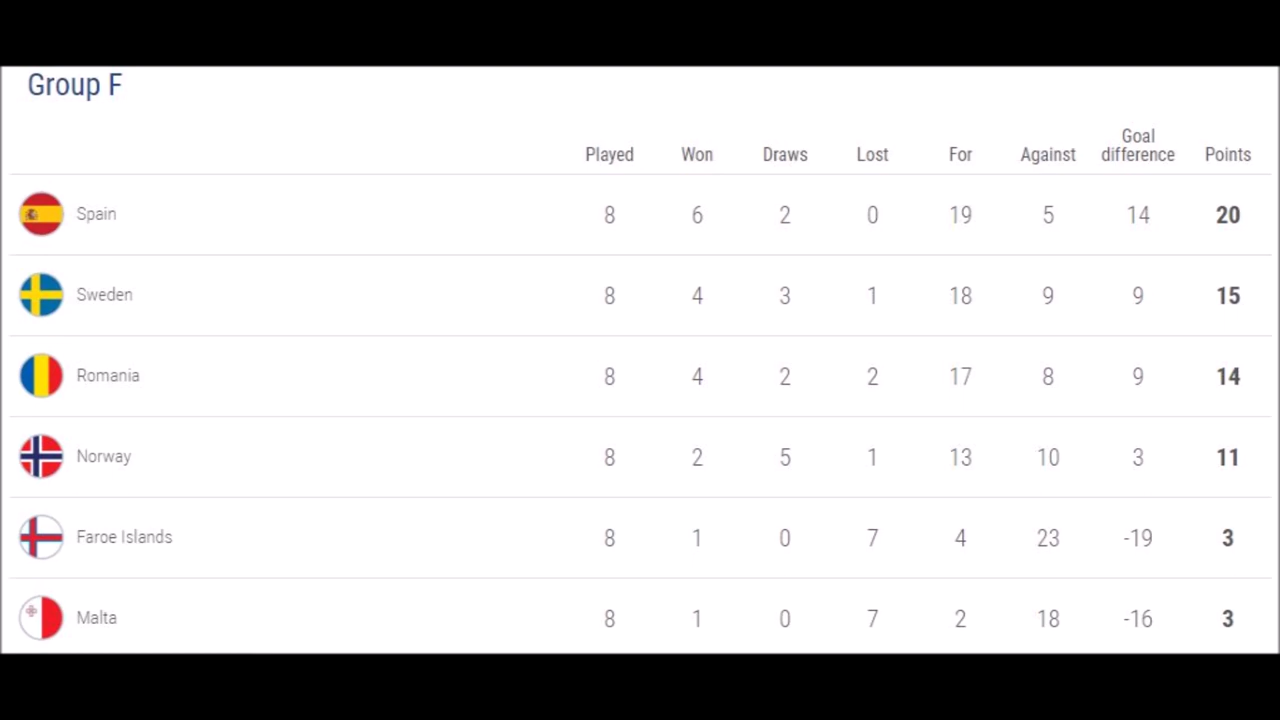 Group F
Played Won Draws Lost For Against Goal difference Points
Spain 8 6 2 0 19 5 14 20
Sweden 8 4 3 1 18 9 9 15
Romania 8 4 2 2 17 8 9 14
Norway 8 2 5 1 13 10 3 11
Faroe Islands 8 1 0 7 4 23 -19 3
Malta 8 1 0 7 2 18 -16 3